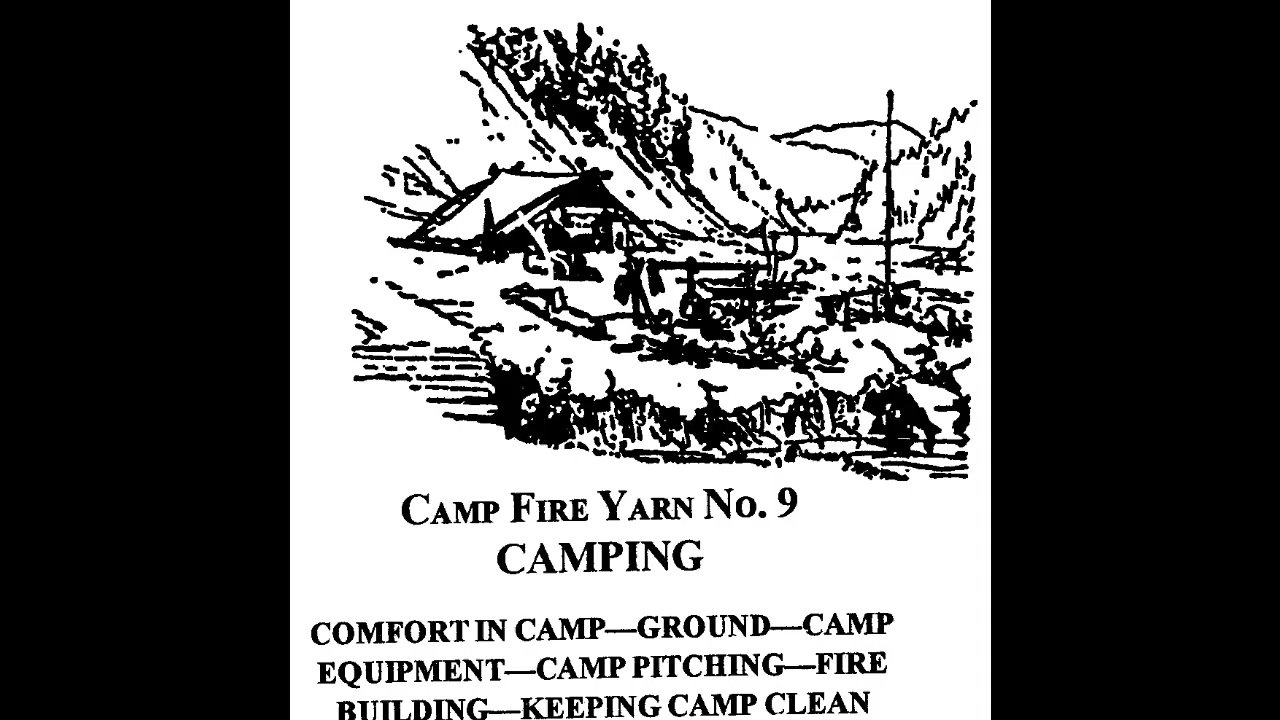 CAMP FIRE YARN NO. 9
CAMPING
COMFORT IN CAMP—GROUND—CAMP
EQUIPMENT—CAMP PITCHING—FIRE
BUILDING—KEEPING CAMP CLEAN